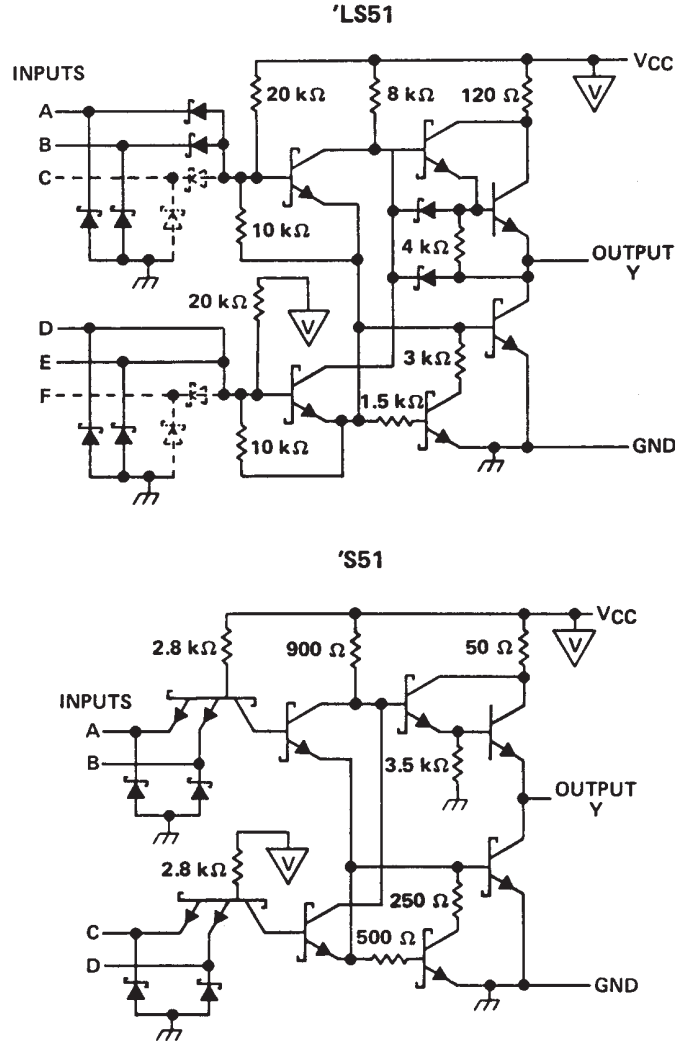 'LS51
INPUTS
VCC
V
20 kΩ
8 kΩ
120 Ω
A
B
C
10 kΩ
4 kΩ
OUTPUT
Y
20 kΩ
V
D
E
F
3 kΩ
1.5 kΩ
10 kΩ
GND
'S51
VCC
V
2.8 kΩ
900 Ω
50 Ω
INPUTS
A
B
3.5 kΩ
OUTPUT
Y
2.8 kΩ
V
250 Ω
500 Ω
C
D
GND